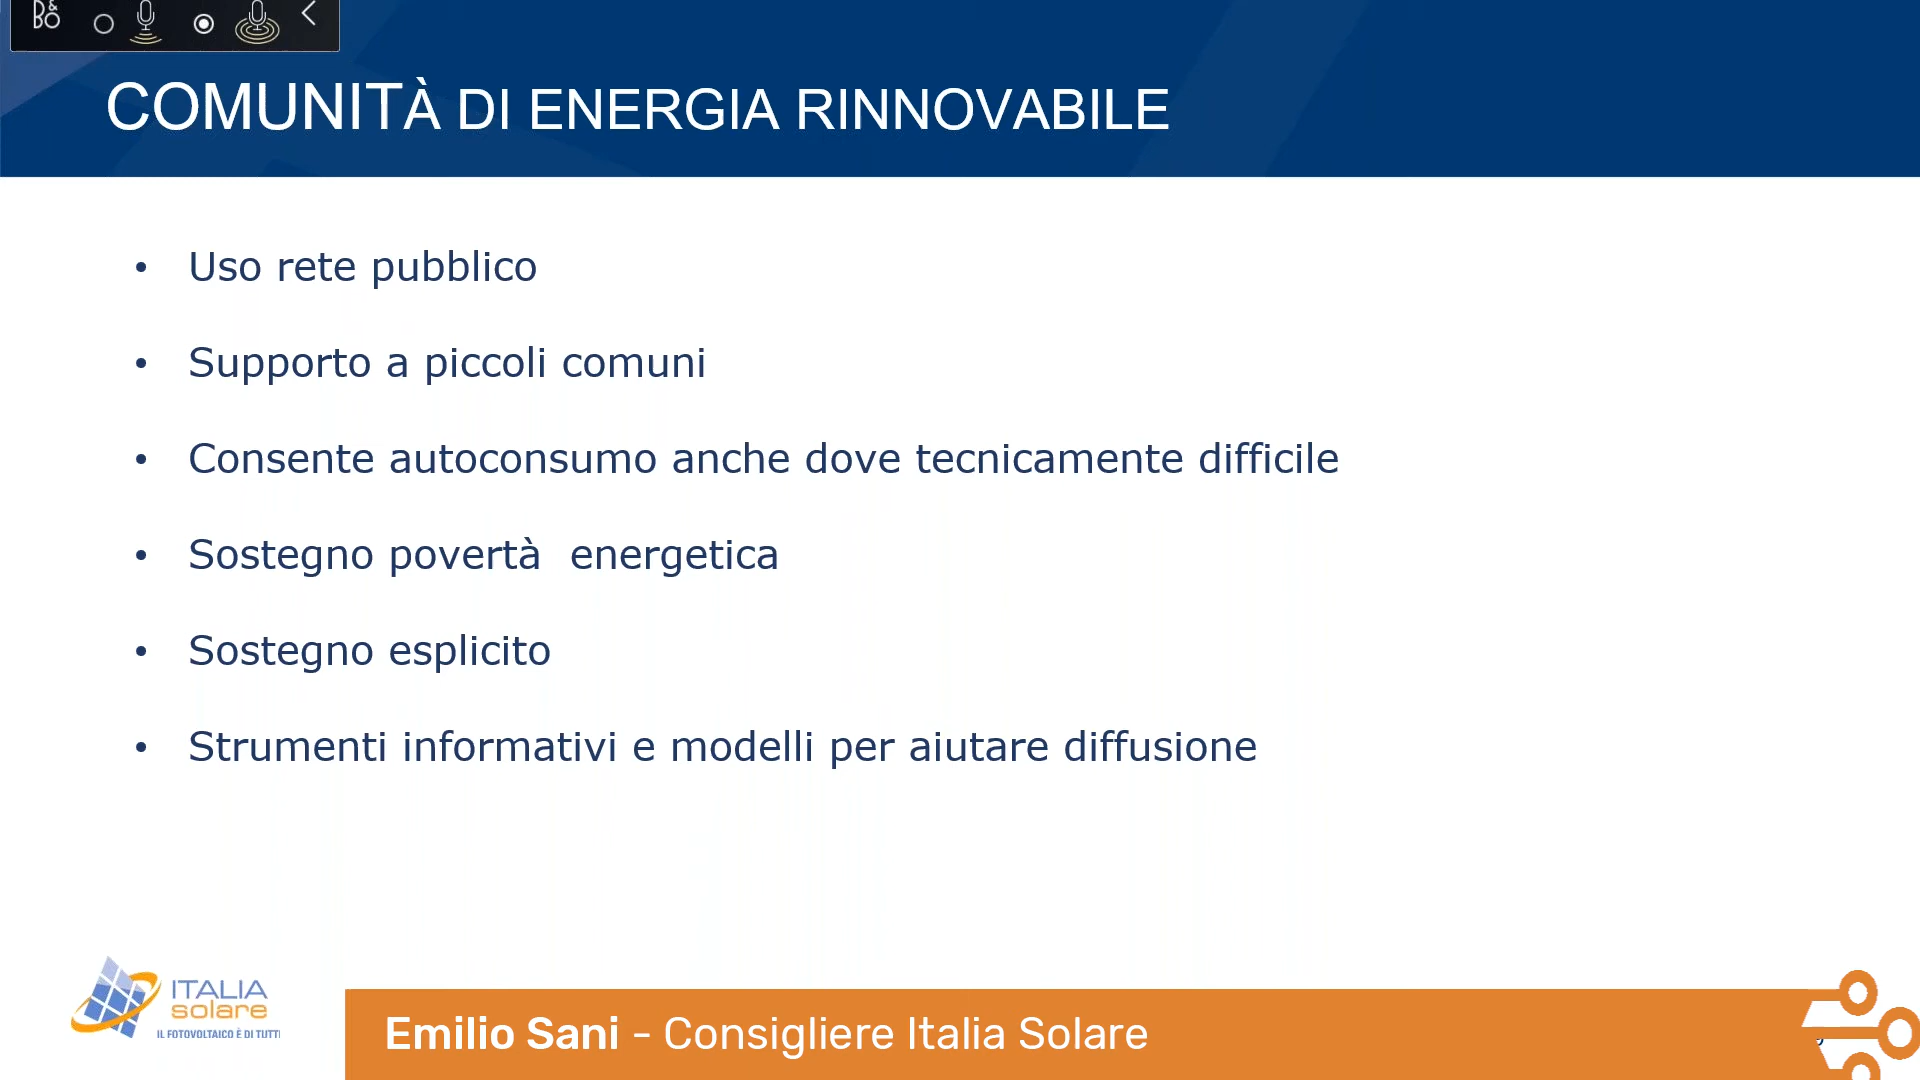 B&O
COMUNITÀ DI ENERGIA RINNOVABILE
• Uso rete pubblico
• Supporto a piccoli comuni
• Consente autoconsumo anche dove tecnicamente difficile
• Sostegno povertà  energetica
• Sostegno esplicito
• Strumenti informativi e modelli per aiutare diffusione
ITALIA
solare
IL FOTOVOLTAICO È DI TUTTI
Emilio Sani - Consigliere Italia Solare